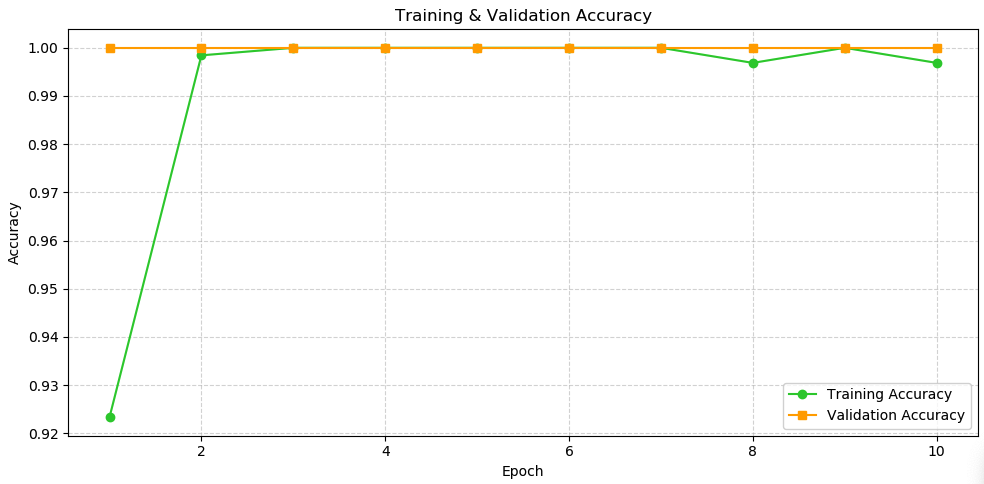 Training & Validation Accuracy
1.00
0.99
0.98
0.97
0.96
0.95
0.94
0.93
0.92
Accuracy
2
4
6
8
10
Epoch
Training Accuracy
Validation Accuracy